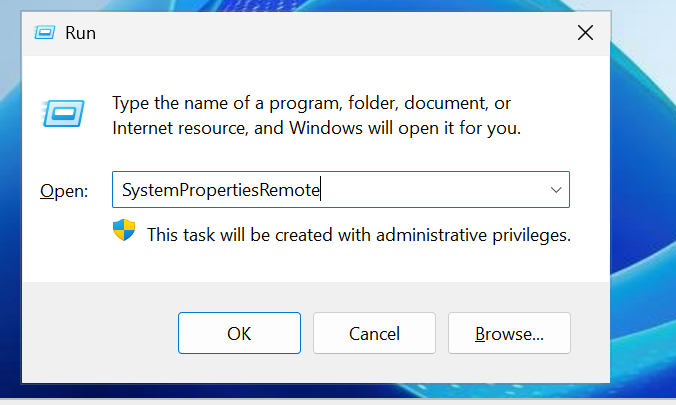 Run
Type the name of a program, folder, document, or
Internet resource, and Windows will open it for you.
Open: SystemPropertiesRemote
This task will be created with administrative privileges.
OK Cancel Browse...